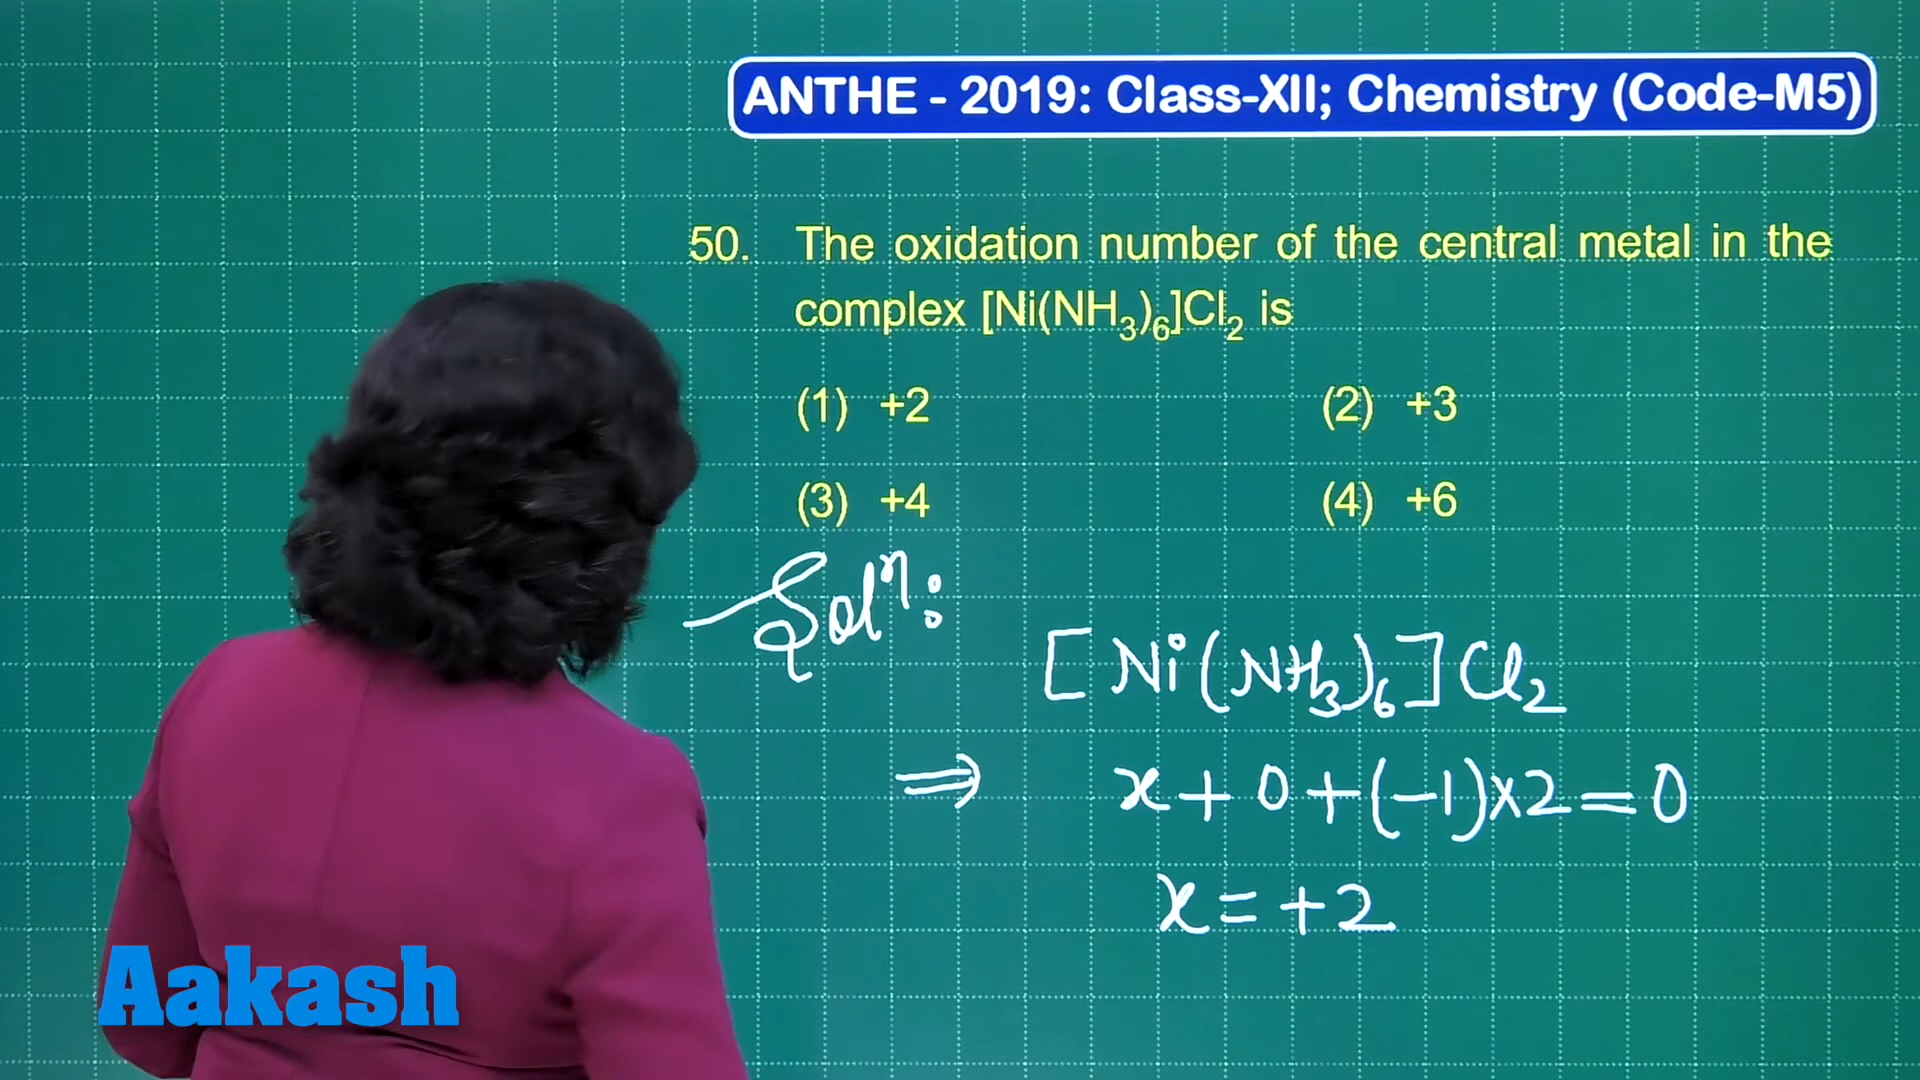 ANTHE - 2019: Class-XII; Chemistry (Code-M5)
50. The oxidation number of the central metal in the
complex [Ni(NH₃)₆]Cl₂ is
(1) +2 (2) +3
(3) +4 (4) +6
Solⁿ:
[Ni(NH₃)₆]Cl₂
⇒ x + 0 + (-1)×2 = 0
x = +2
Aakash